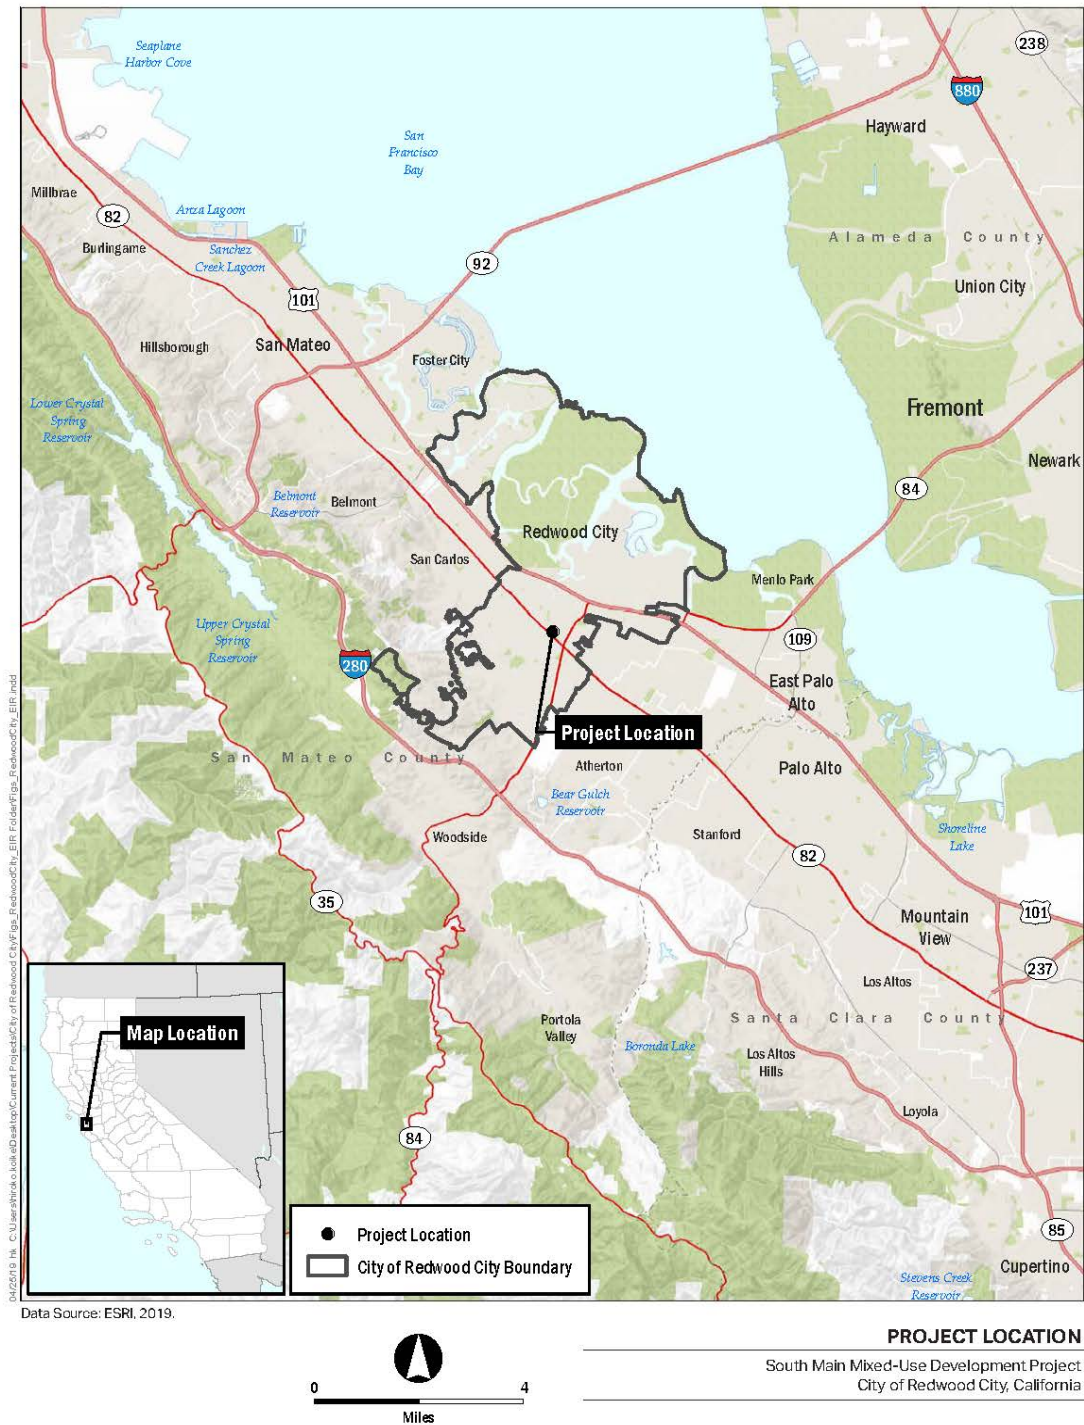 Seaplane
Harbor Cove
238
880
Hayward
San
Francisco
Bay
Millbrae
82
Anza Lagoon
Burlingame
Sanchez
Creek Lagoon
92
Alameda County
Union City
101
Hillsborough
San Mateo
Foster City
Lower Crystal
Spring
Reservoir
Fremont
Newark
84
Belmont
Reservoir
Belmont
Redwood City
San Carlos
Menlo Park
109
Upper Crystal
Spring
Reservoir
280
East Palo
Alto
Project Location
San Mateo County
Atherton
Palo Alto
Bear Gulch
Reservoir
Woodside
Stanford
Shoreline
Lake
82
35
Mountain
View
101
237
Los Altos
Portola
Valley
Santa Clara County
Boronda Lake
Los Altos
Hills
Loyola
84
85
Cupertino
Stevens Creek
Reservoir
Map Location
Project Location
City of Redwood City Boundary
Data Source: ESRI, 2019.
0 4
Miles
PROJECT LOCATION
South Main Mixed-Use Development Project
City of Redwood City, California